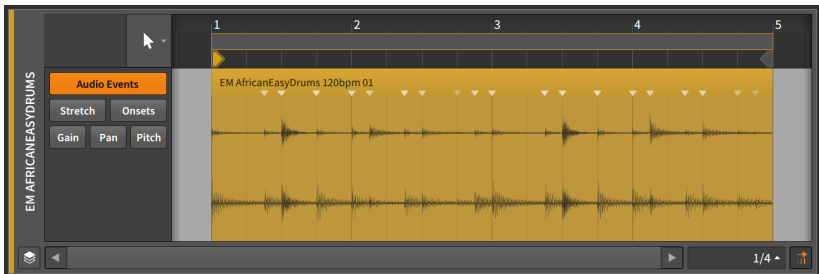 1 2 3 4 5
EM AFRICANEASYDRUMS
Audio Events
EM AfricanEasyDrums 120bpm 01
Stretch Onsets
Gain Pan Pitch
1/4